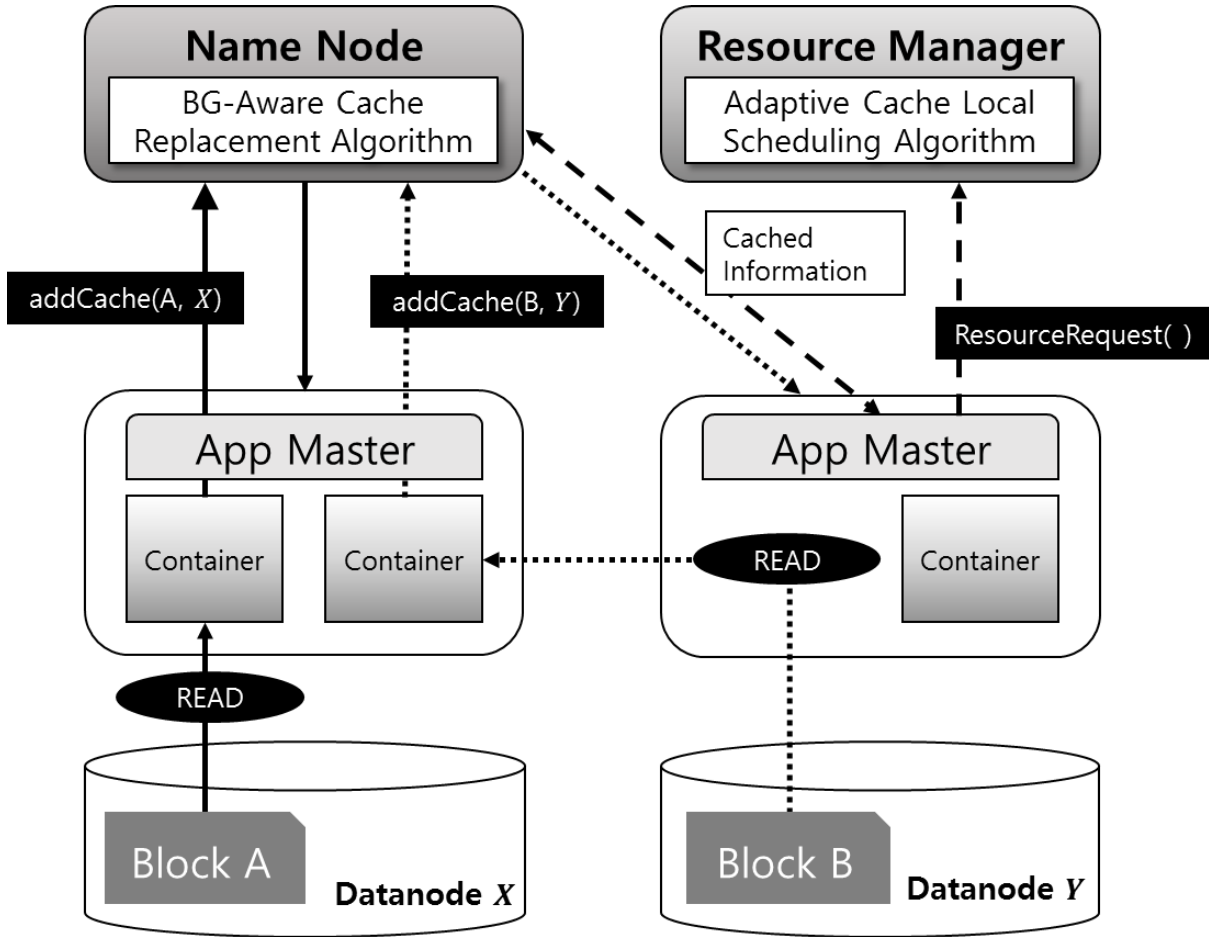 Name Node
BG-Aware Cache
Replacement Algorithm
Resource Manager
Adaptive Cache Local
Scheduling Algorithm
Cached
Information
addCache(A, X)
addCache(B, Y)
ResourceRequest( )
App Master
App Master
Container
Container
READ
Container
READ
Block A
Datanode X
Block B
Datanode Y